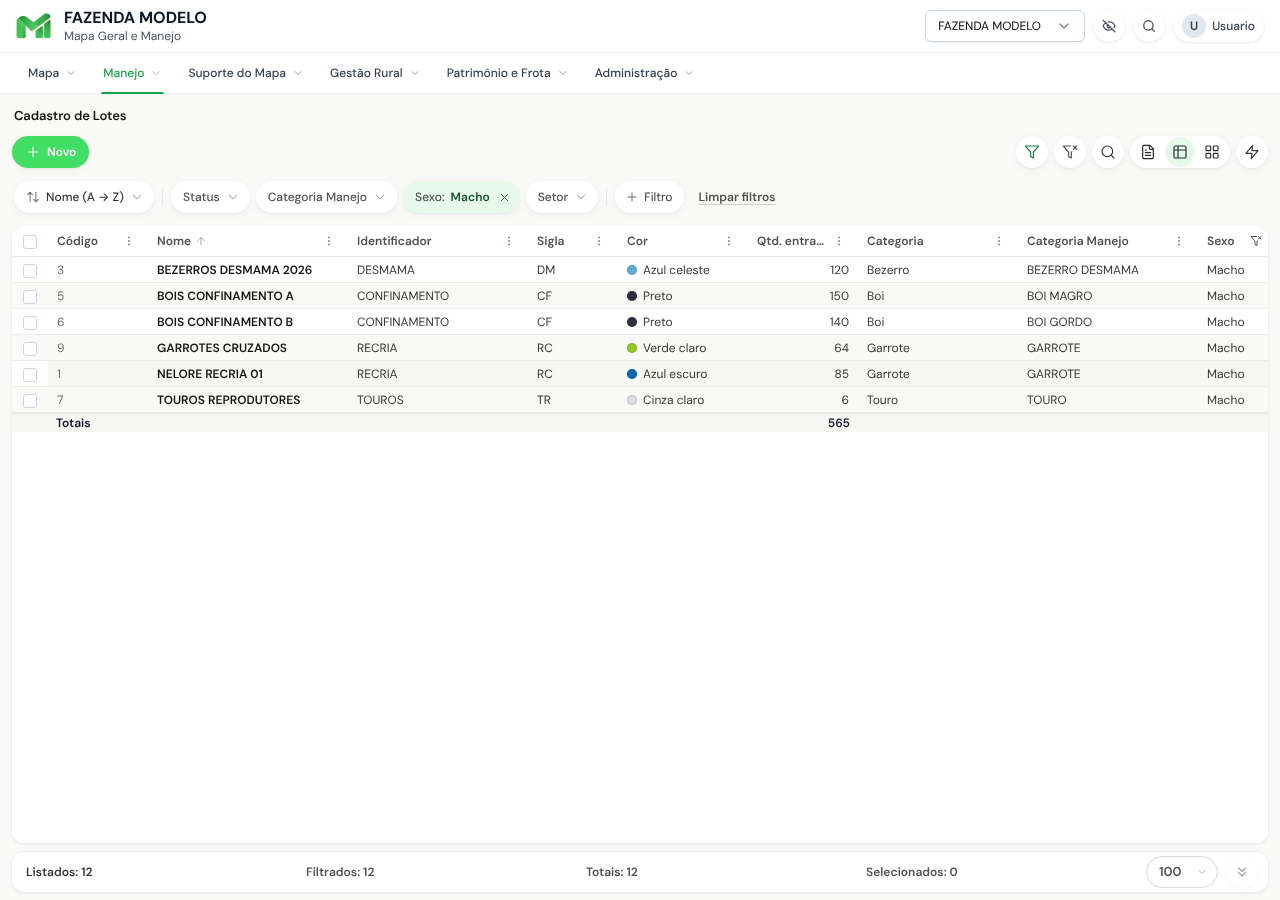 FAZENDA MODELO
Mapa Geral e Manejo
FAZENDA MODELO
U Usuario
Mapa Manejo Suporte do Mapa Gestão Rural Patrimônio e Frota Administração
Cadastro de Lotes
Novo
Nome (A → Z) Status Categoria Manejo Sexo: Macho Setor Filtro Limpar filtros
Código Nome Identificador Sigla Cor Qtd. entra... Categoria Categoria Manejo Sexo
3 BEZERROS DESMAMA 2026 DESMAMA DM Azul celeste 120 Bezerro BEZERRO DESMAMA Macho
5 BOIS CONFINAMENTO A CONFINAMENTO CF Preto 150 Boi BOI MAGRO Macho
6 BOIS CONFINAMENTO B CONFINAMENTO CF Preto 140 Boi BOI GORDO Macho
9 GARROTES CRUZADOS RECRIA RC Verde claro 64 Garrote GARROTE Macho
1 NELORE RECRIA 01 RECRIA RC Azul escuro 85 Garrote GARROTE Macho
7 TOUROS REPRODUTORES TOUROS TR Cinza claro 6 Touro TOURO Macho
Totais 565
Listados: 12 Filtrados: 12 Totais: 12 Selecionados: 0 100